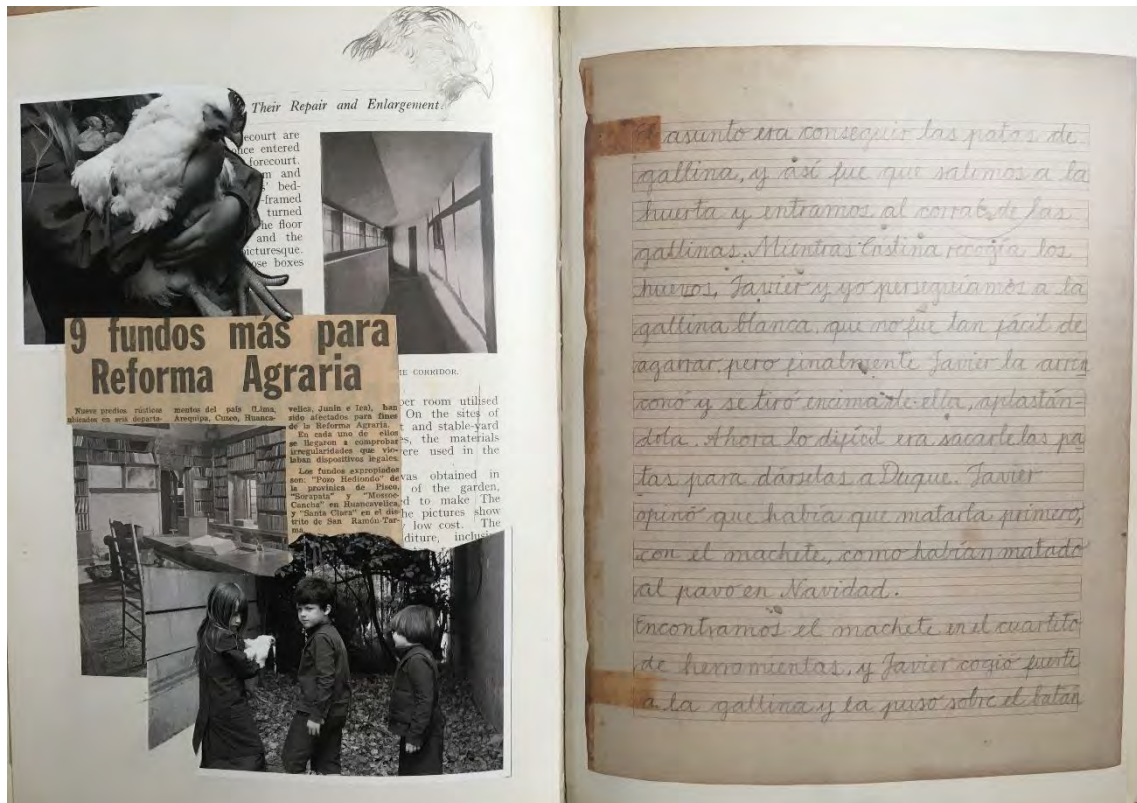 Their Repair and Enlargement.
ecourt are
once entered
forecourt.
m and
' bed-
-framed
turned
he floor
and the
picturesque.
ose boxes
9 fundos más para
Reforma Agraria
CORRIDOR.
Nueve predios rústicos
ubicados en seis departa-
mentos del país (Lima,
Arequipa, Cusco, Huanca-
velica, Junín e Ica), han
sido afectados para fines
de la Reforma Agraria.
En cada uno de ellos
se llegaron a comprobar
irregularidades que vio-
laban dispositivos legales.
Los fundos expropiados
son: "Pozo Redondo" de
la provincia de Pisco,
"Sorapata" y "Mossoc-
Cancha" en Huancavelica,
y "Santa Clara" en el dis
trito de San Ramón-Tar-
ma.
per room utilised
On the sites of
t and stable-yard
s, the materials
ere used in the
was obtained in
of the garden,
d to make The
he pictures show
low cost. The
diture, inclusi
El asunto era conseguir las patas de
gallina, y así fue que salimos a la
huerta y entramos al corral de las
gallinas. Mientras Cristina recogía los
huevos, Javier y yo perseguíamos a la
gallina blanca, que no fue tan fácil de
agarrar, pero finalmente Javier la arrin
conó y se tiró encima de ella, aplastán-
dola. Ahora lo difícil era sacarle las pa
tas para dárselas a Duque. Javier
opinó que había que matarla primero,
con el machete, como habían matado
al pavo en Navidad.
Encontramos el machete en el cuartito
de herramientas, y Javier cogió fuerte
a la gallina y la puso sobre el batán